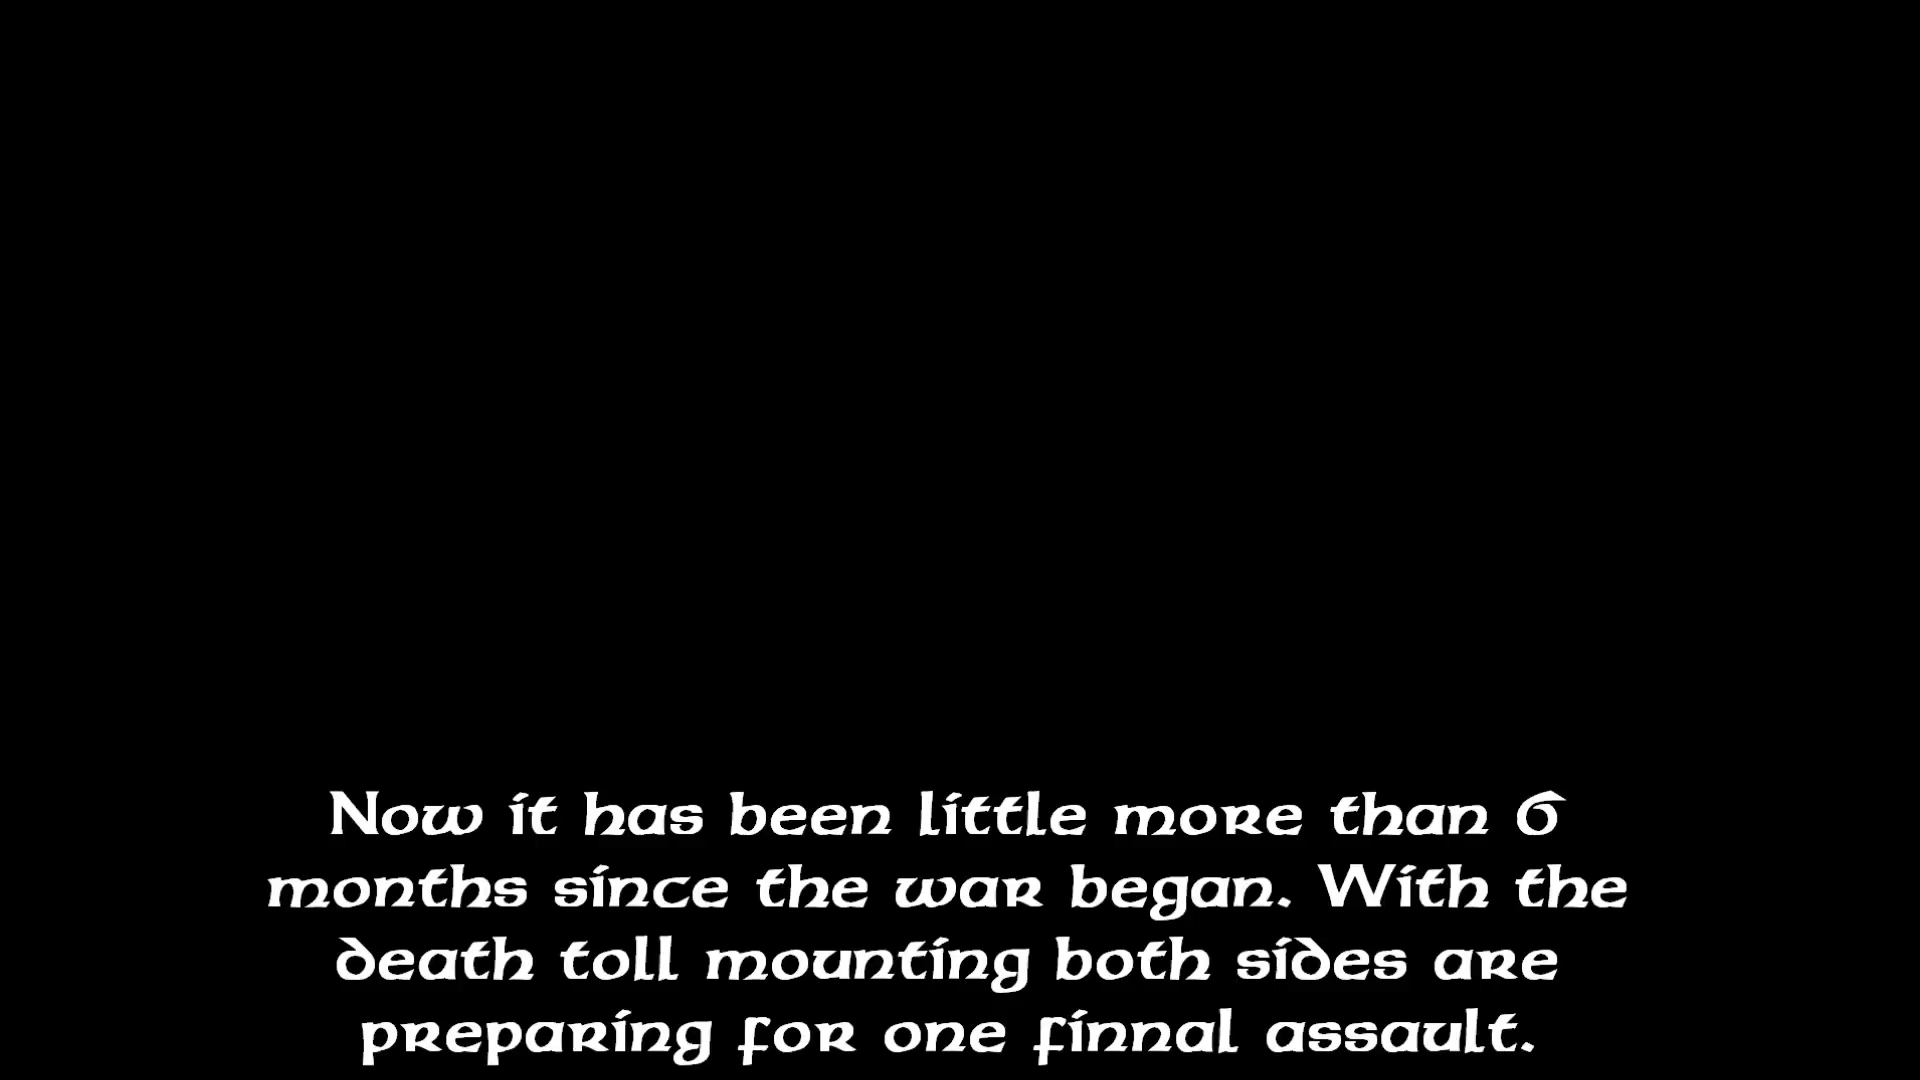 Now it has been little more than 6
months since the war began. With the
death toll mounting both sides are
preparing for one finnal assault.